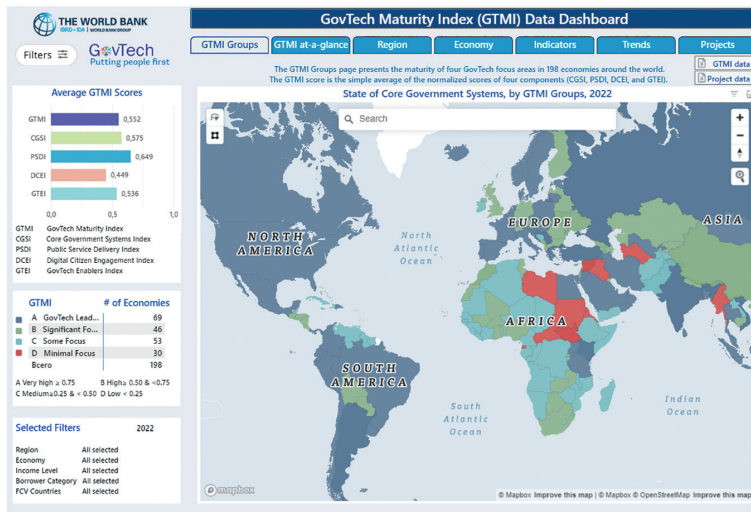 THE WORLD BANK
IBRD • IDA | WORLD BANK GROUP
Filters
GovTech
Putting people first
GovTech Maturity Index (GTMI) Data Dashboard
GTMI Groups
GTMI at-a-glance
Region
Economy
Indicators
Trends
Projects
The GTMI Groups page presents the maturity of four GovTech focus areas in 198 economies around the world.
The GTMI score is the simple average of the normalized scores of four components (CGSI, PSDI, DCEI, and GTEI).
GTMI data
Project data
Average GTMI Scores
GTMI 0,552
CGSI 0,575
PSDI 0,649
DCEI 0,449
GTEI 0,536
0,0 0,5 1,0
GTMI GovTech Maturity Index
CGSI Core Government Systems Index
PSDI Public Service Delivery Index
DCEI Digital Citizen Engagement Index
GTEI GovTech Enablers Index
GTMI # of Economies
A GovTech Lead... 69
B Significant Fo... 46
C Some Focus 53
D Minimal Focus 30
Bcero 198
A Very high ≥ 0.75 B High≥ 0.50 & <0.75
C Medium≥0.25 & < 0.50 D Low < 0.25
Selected Filters 2022
Region All selected
Economy All selected
Income Level All selected
Borrower Category All selected
FCV Countries All selected
State of Core Government Systems, by GTMI Groups, 2022
Search
NORTH
AMERICA
North
Atlantic
Ocean
EUROPE
ASIA
AFRICA
SOUTH
AMERICA
South
Atlantic
Ocean
Indian
Ocean
mapbox
© Mapbox Improve this map | © Mapbox © OpenStreetMap Improve this map